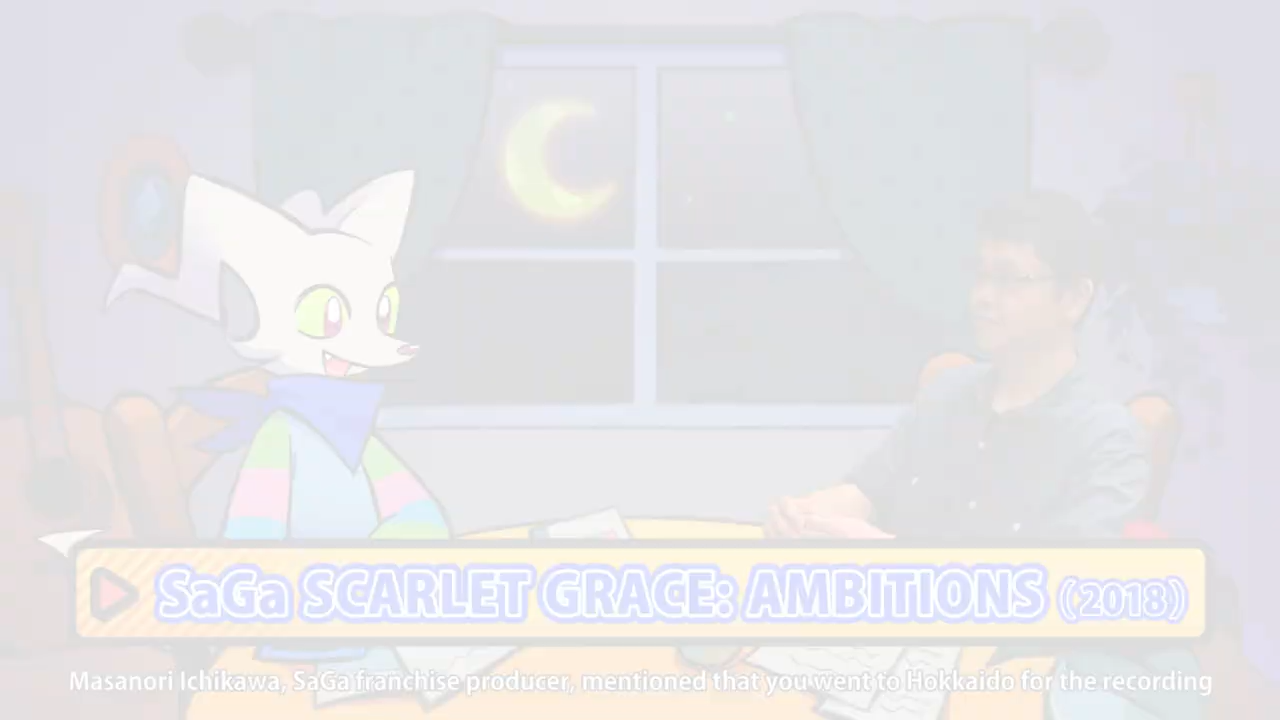 SaGa SCARLET GRACE: AMBITIONS (2018)
Masanori Ichikawa, SaGa franchise producer, mentioned that you went to Hokkaido for the recording